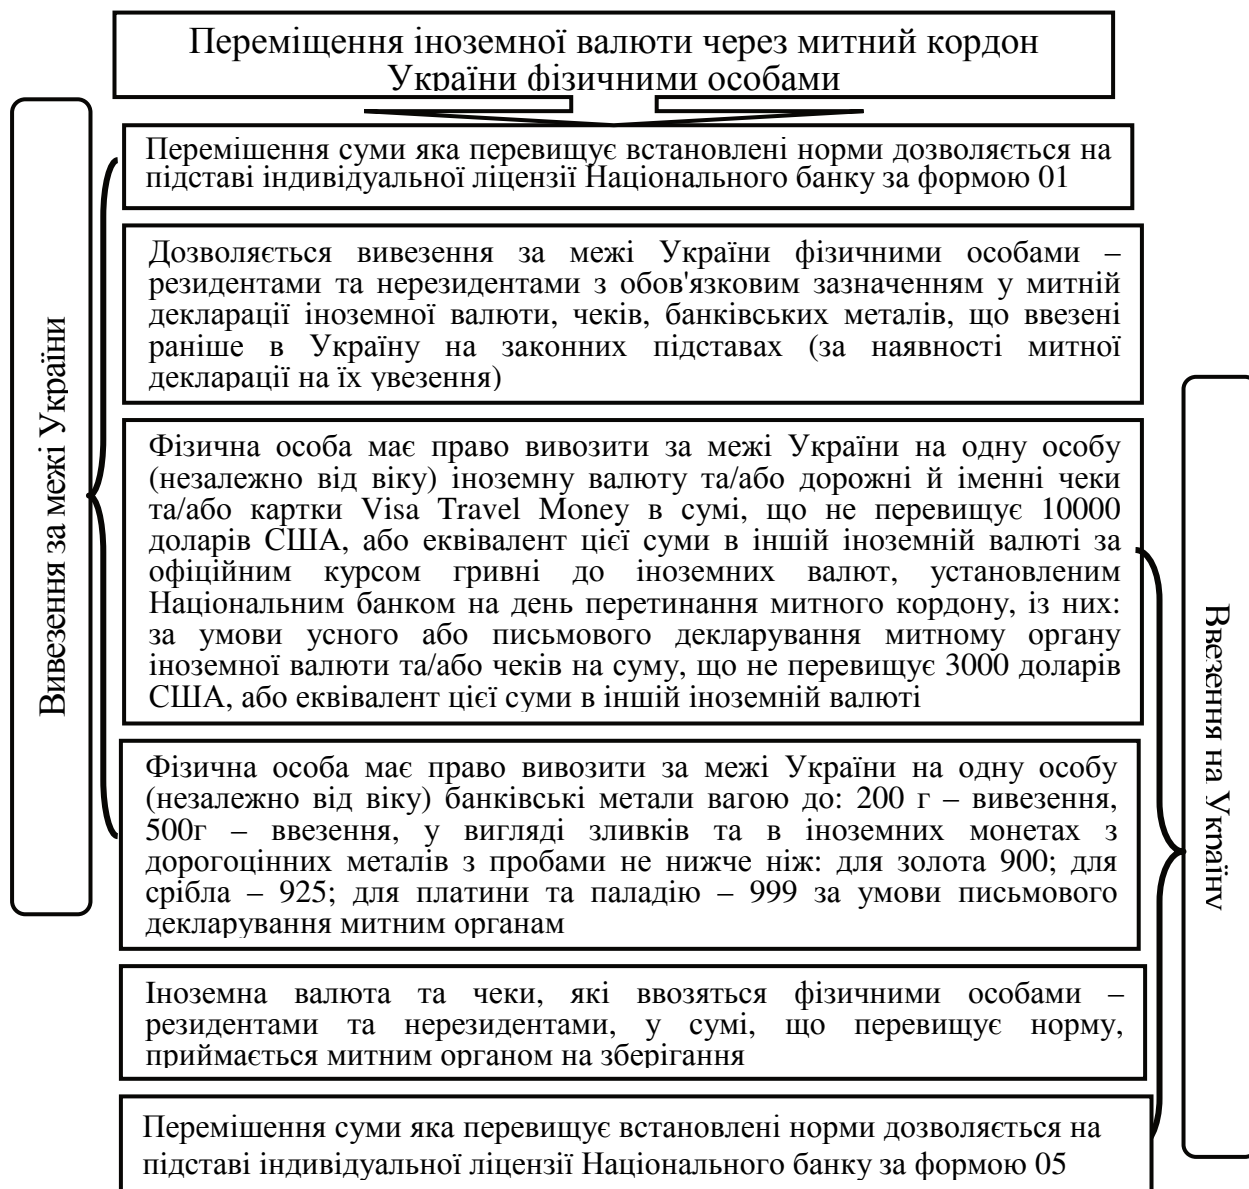 Переміщення іноземної валюти через митний кордон
України фізичними особами
Вивезення за межі України
Перемішення суми яка перевищує встановлені норми дозволяється на
підставі індивідуальної ліцензії Національного банку за формою 01
Дозволяється вивезення за межі України фізичними особами –
резидентами та нерезидентами з обов'язковим зазначенням у митній
декларації іноземної валюти, чеків, банківських металів, що ввезені
раніше в Україну на законних підставах (за наявності митної
декларації на їх увезення)
Фізична особа має право вивозити за межі України на одну особу
(незалежно від віку) іноземну валюту та/або дорожні й іменні чеки
та/або картки Visa Travel Money в сумі, що не перевищує 10000
доларів США, або еквівалент цієї суми в іншій іноземній валюті за
офіційним курсом гривні до іноземних валют, установленим
Національним банком на день перетинання митного кордону, із них:
за умови усного або письмового декларування митному органу
іноземної валюти та/або чеків на суму, що не перевищує 3000 доларів
США, або еквівалент цієї суми в іншій іноземній валюті
Фізична особа має право вивозити за межі України на одну особу
(незалежно від віку) банківські метали вагою до: 200 г – вивезення,
500г – ввезення, у вигляді зливків та в іноземних монетах з
дорогоцінних металів з пробами не нижче ніж: для золота 900; для
срібла – 925; для платини та паладію – 999 за умови письмового
декларування митним органам
Іноземна валюта та чеки, які ввозяться фізичними особами –
резидентами та нерезидентами, у сумі, що перевищує норму,
приймається митним органом на зберігання
Перемішення суми яка перевищує встановлені норми дозволяється на
підставі індивідуальної ліцензії Національного банку за формою 05
Ввезення на Україну